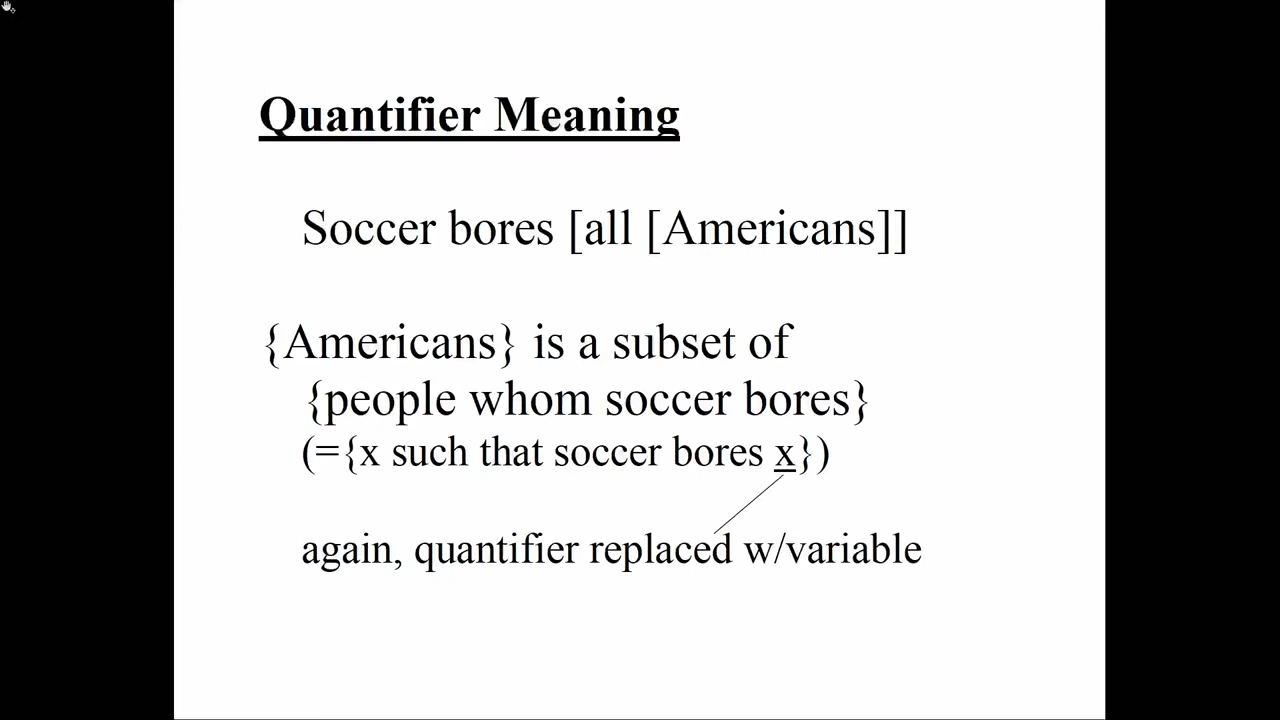 Quantifier Meaning
Soccer bores [all [Americans]]
{Americans} is a subset of
{people whom soccer bores}
(={x such that soccer bores x})
again, quantifier replaced w/variable